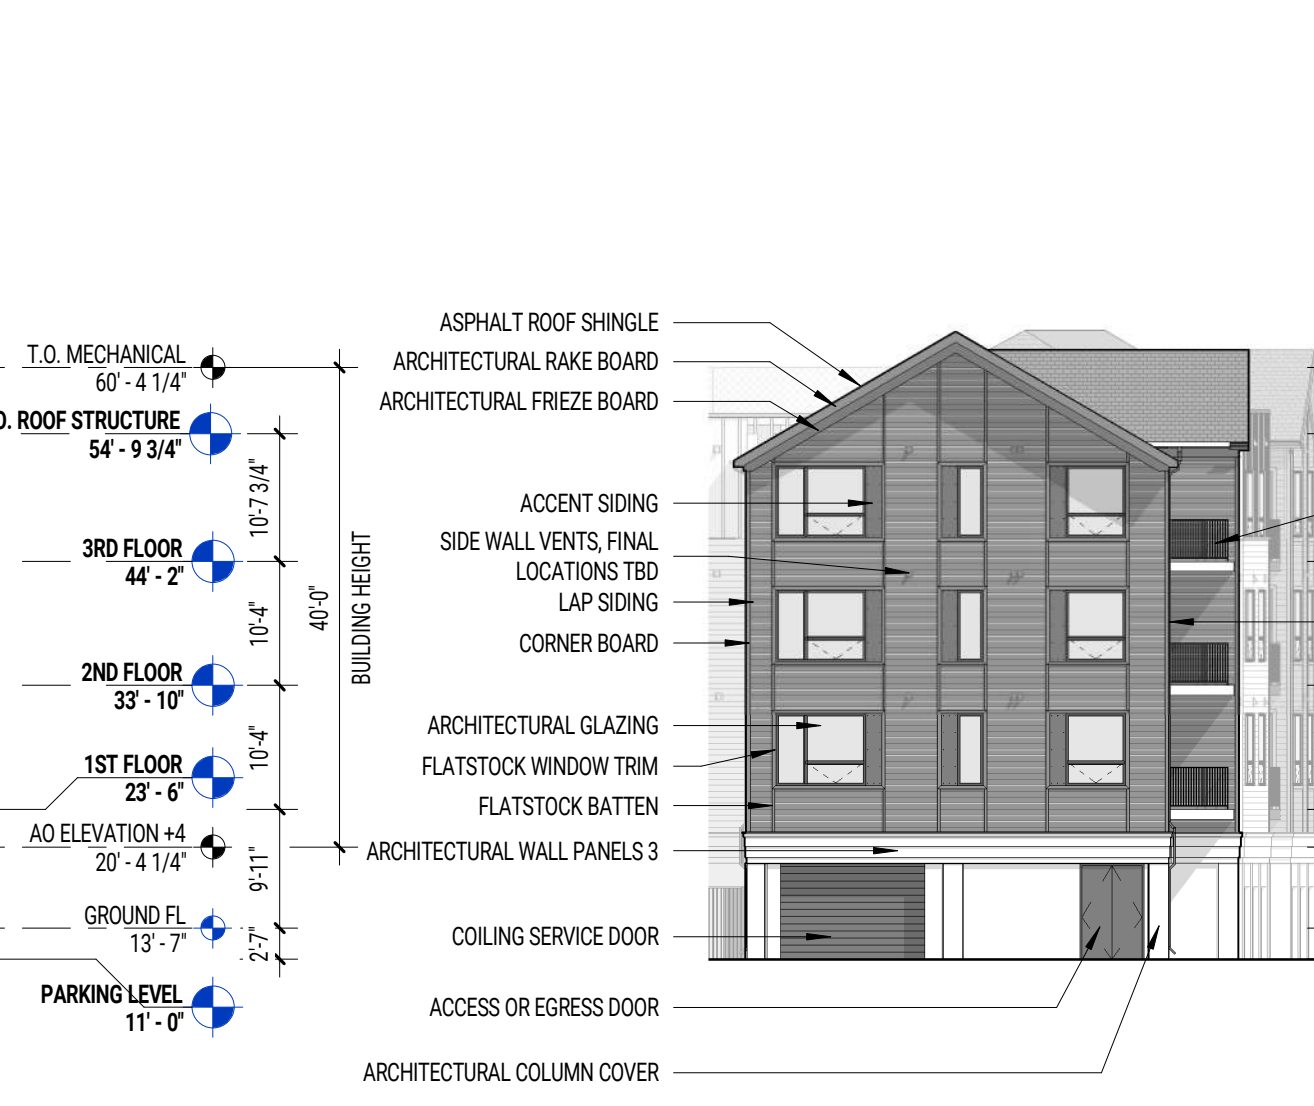 T.O. MECHANICAL
60' - 4 1/4"
O. ROOF STRUCTURE
54' - 9 3/4"
10'-7 3/4"
3RD FLOOR
44' - 2"
10'-4"
2ND FLOOR
33' - 10"
10'-4"
1ST FLOOR
23' - 6"
AO ELEVATION +4
20' - 4 1/4"
9'-11"
GROUND FL
13' - 7"
2'-7"
PARKING LEVEL
11' - 0"
40'-0"
BUILDING HEIGHT
ASPHALT ROOF SHINGLE
ARCHITECTURAL RAKE BOARD
ARCHITECTURAL FRIEZE BOARD
ACCENT SIDING
SIDE WALL VENTS, FINAL
LOCATIONS TBD
LAP SIDING
CORNER BOARD
ARCHITECTURAL GLAZING
FLATSTOCK WINDOW TRIM
FLATSTOCK BATTEN
ARCHITECTURAL WALL PANELS 3
COILING SERVICE DOOR
ACCESS OR EGRESS DOOR
ARCHITECTURAL COLUMN COVER